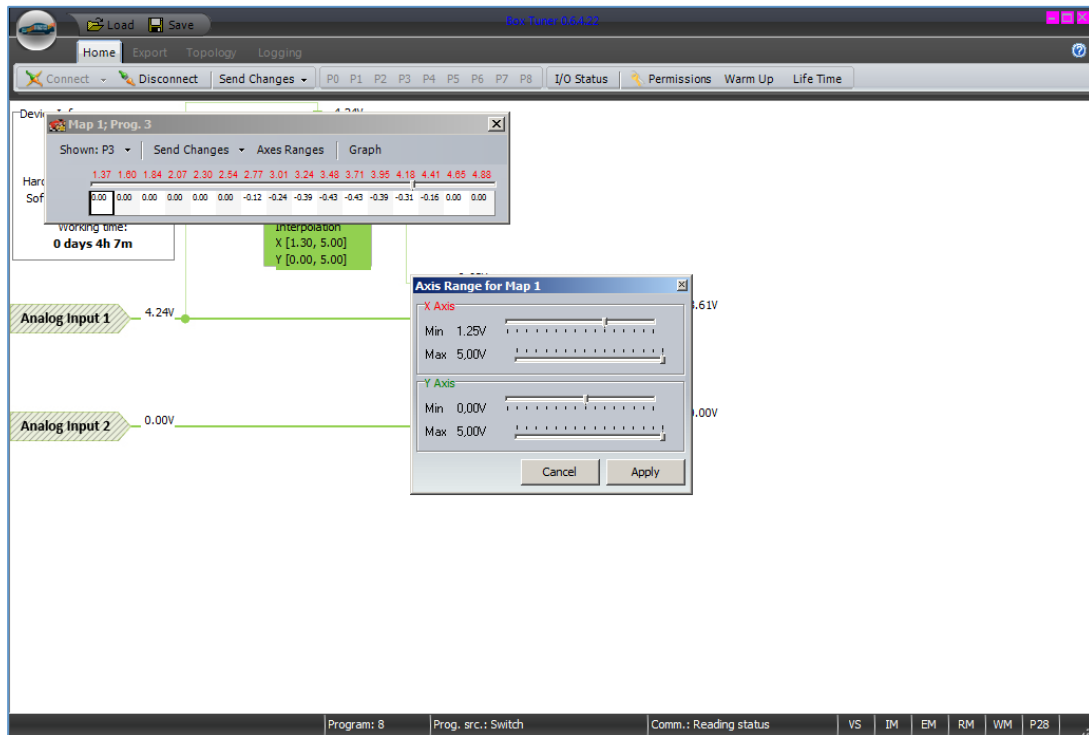 Load Save
Box Tuner 0.6.4.22
Home Export Topology Logging
Connect Disconnect Send Changes P0 P1 P2 P3 P4 P5 P6 P7 P8 I/O Status Permissions Warm Up Life Time
Map 1; Prog. 3
Shown: P3 Send Changes Axes Ranges Graph
1.37 1.60 1.84 2.07 2.30 2.54 2.77 3.01 3.24 3.48 3.71 3.95 4.18 4.41 4.65 4.88
0.00 0.00 0.00 0.00 0.00 0.00 -0.12 -0.24 -0.39 -0.43 -0.43 -0.39 -0.31 -0.16 0.00 0.00
Working time:
0 days 4h 7m
Interpolation
X [1.30, 5.00]
Y [0.00, 5.00]
Analog Input 1
4.24V
Analog Input 2
0.00V
Axis Range for Map 1
X Axis
Min 1.25V
Max 5,00V
Y Axis
Min 0,00V
Max 5,00V
Cancel Apply
.61V
.00V
Program: 8 Prog. src.: Switch Comm.: Reading status VS IM EM RM WM P28